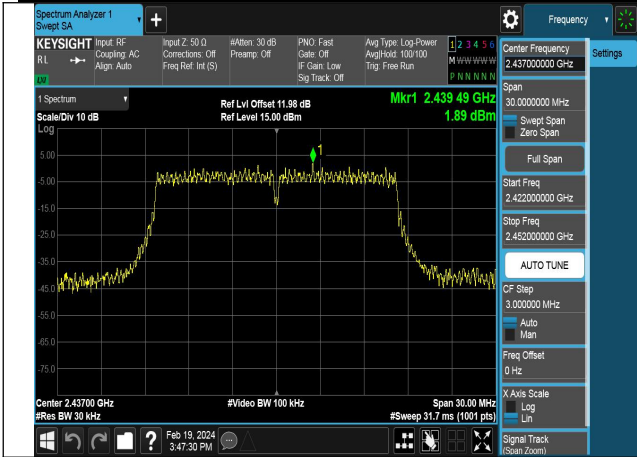 Spectrum Analyzer 1
Swept SA
+
Frequency
KEYSIGHT
R L
Input: RF
Coupling: AC
Align: Auto
Input Z: 50 Ω
Corrections: Off
Freq Ref: Int (S)
#Atten: 30 dB
Preamp: Off
PNO: Fast
Gate: Off
IF Gain: Low
Sig Track: Off
Avg Type: Log-Power
Avg|Hold: 100/100
Trig: Free Run
1 2 3 4 5 6
M W W W W W
P N N N N N
1 Spectrum
Scale/Div 10 dB
Log
Ref Lvl Offset 11.98 dB
Ref Level 15.00 dBm
Mkr1 2.439 49 GHz
1.89 dBm
1
5.00
-5.00
-15.0
-25.0
-35.0
-45.0
-55.0
-65.0
-75.0
Center 2.43700 GHz
#Res BW 30 kHz
#Video BW 100 kHz
Span 30.00 MHz
#Sweep 31.7 ms (1001 pts)
Feb 19, 2024
3:47:30 PM
Center Frequency
2.437000000 GHz
Span
30.0000000 MHz
Swept Span
Zero Span
Full Span
Start Freq
2.422000000 GHz
Stop Freq
2.452000000 GHz
AUTO TUNE
CF Step
3.000000 MHz
Auto
Man
Freq Offset
0 Hz
X Axis Scale
Log
Lin
Signal Track
(Span Zoom)
Settings